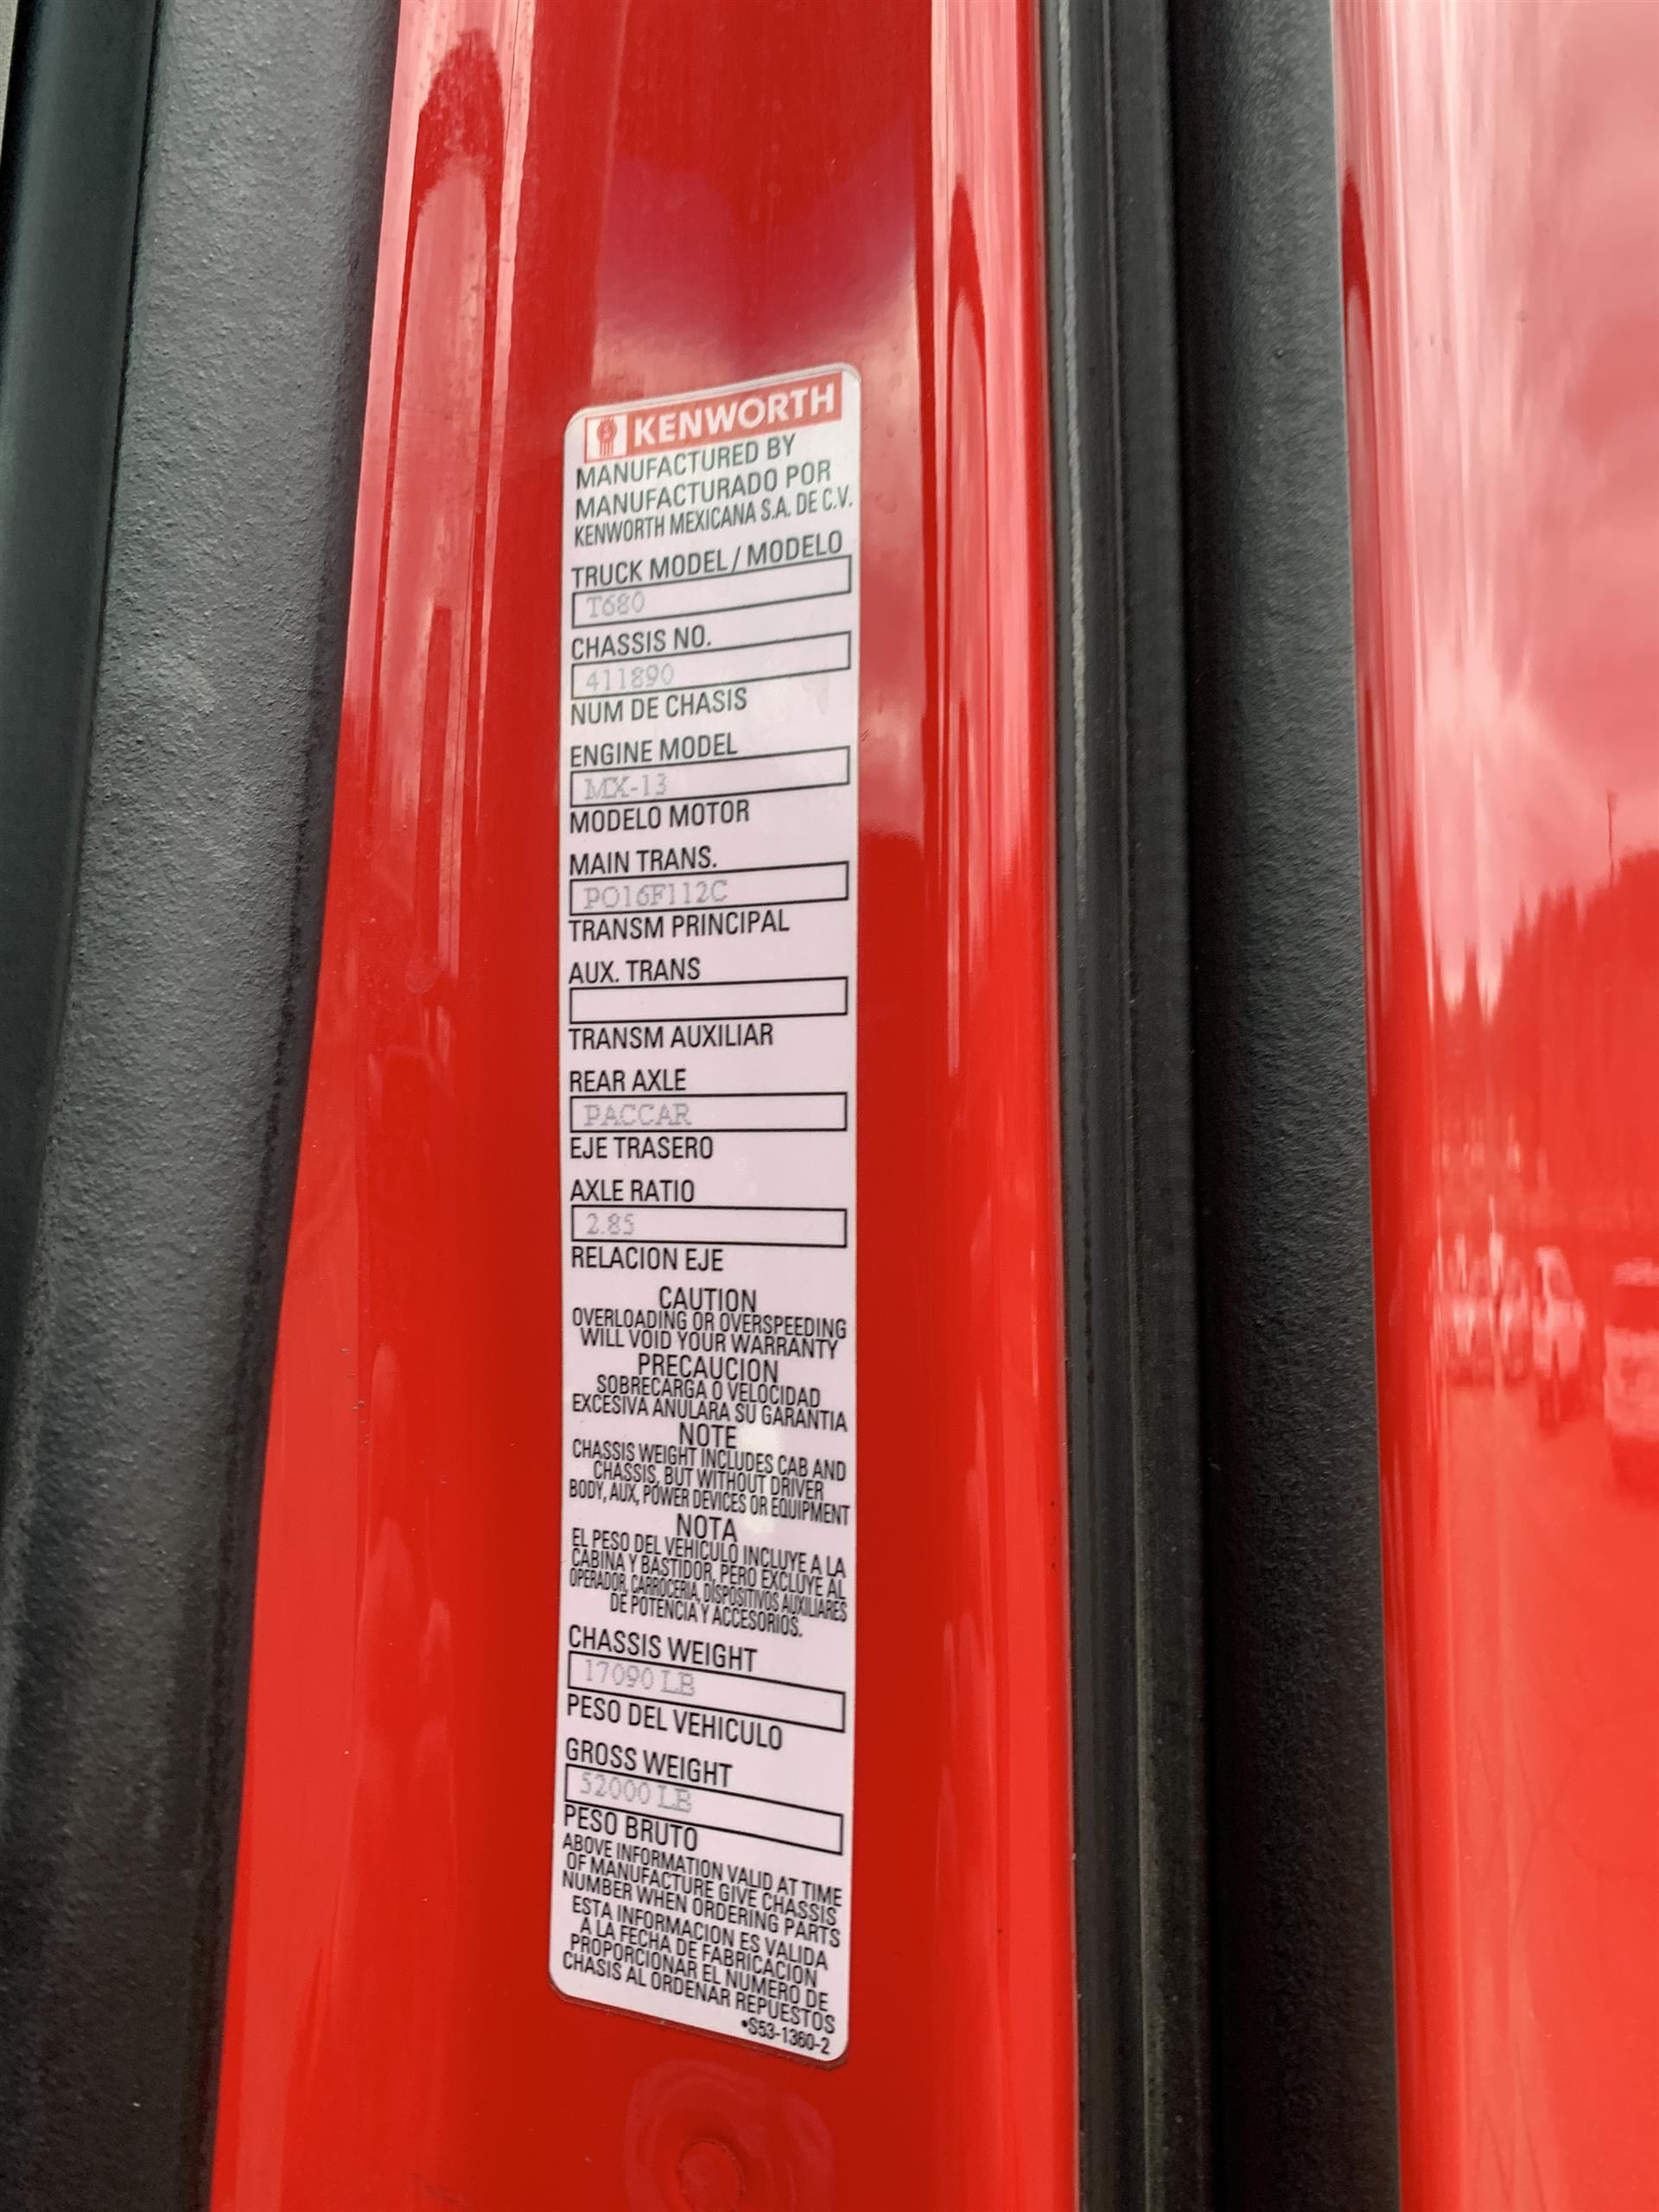 KENWORTH
MANUFACTURED BY
MANUFACTURADO POR
KENWORTH MEXICANA S.A. DE C.V.
TRUCK MODEL / MODELO
T680
CHASSIS NO.
411890
NUM DE CHASIS
ENGINE MODEL
MX-13
MODELO MOTOR
MAIN TRANS.
PO16F112C
TRANSM PRINCIPAL
AUX. TRANS
TRANSM AUXILIAR
REAR AXLE
PACCAR
EJE TRASERO
AXLE RATIO
2.85
RELACION EJE
CAUTION
OVERLOADING OR OVERSPEEDING
WILL VOID YOUR WARRANTY
PRECAUCION
SOBRECARGA O VELOCIDAD
EXCESIVA ANULARA SU GARANTIA
NOTE
CHASSIS WEIGHT INCLUDES CAB AND
CHASSIS, BUT WITHOUT DRIVER
BODY, AUX, POWER DEVICES OR EQUIPMENT
NOTA
EL PESO DEL VEHICULO INCLUYE A LA
CABINA Y BASTIDOR, PERO EXCLUYE AL
OPERADOR, CARROCERIA, DISPOSITIVOS AUXILIARES
DE POTENCIA Y ACCESORIOS.
CHASSIS WEIGHT
17090 LB
PESO DEL VEHICULO
GROSS WEIGHT
52000 LB
PESO BRUTO
ABOVE INFORMATION VALID AT TIME
OF MANUFACTURE GIVE CHASSIS
NUMBER WHEN ORDERING PARTS
ESTA INFORMACION ES VALIDA
A LA FECHA DE FABRICACION
PROPORCIONAR EL NUMERO DE
CHASIS AL ORDENAR REPUESTOS
•S53-1360-2